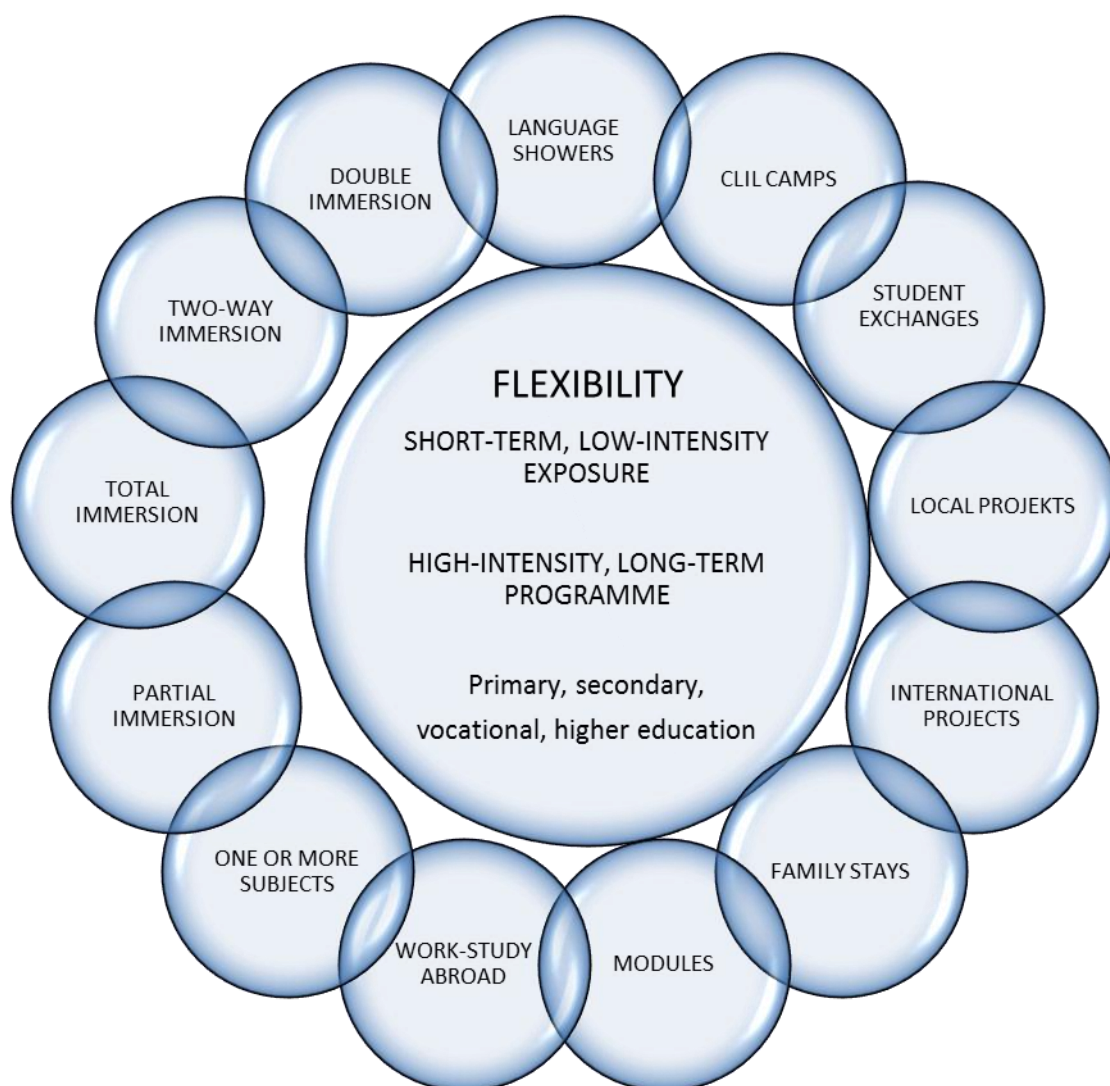 LANGUAGE
SHOWERS
CLIL CAMPS
STUDENT
EXCHANGES
LOCAL PROJEKTS
INTERNATIONAL
PROJECTS
FAMILY STAYS
MODULES
WORK-STUDY
ABROAD
ONE OR MORE
SUBJECTS
PARTIAL
IMMERSION
TOTAL
IMMERSION
TWO-WAY
IMMERSION
DOUBLE
IMMERSION
FLEXIBILITY
SHORT-TERM, LOW-INTENSITY
EXPOSURE
HIGH-INTENSITY, LONG-TERM
PROGRAMME
Primary, secondary,
vocational, higher education